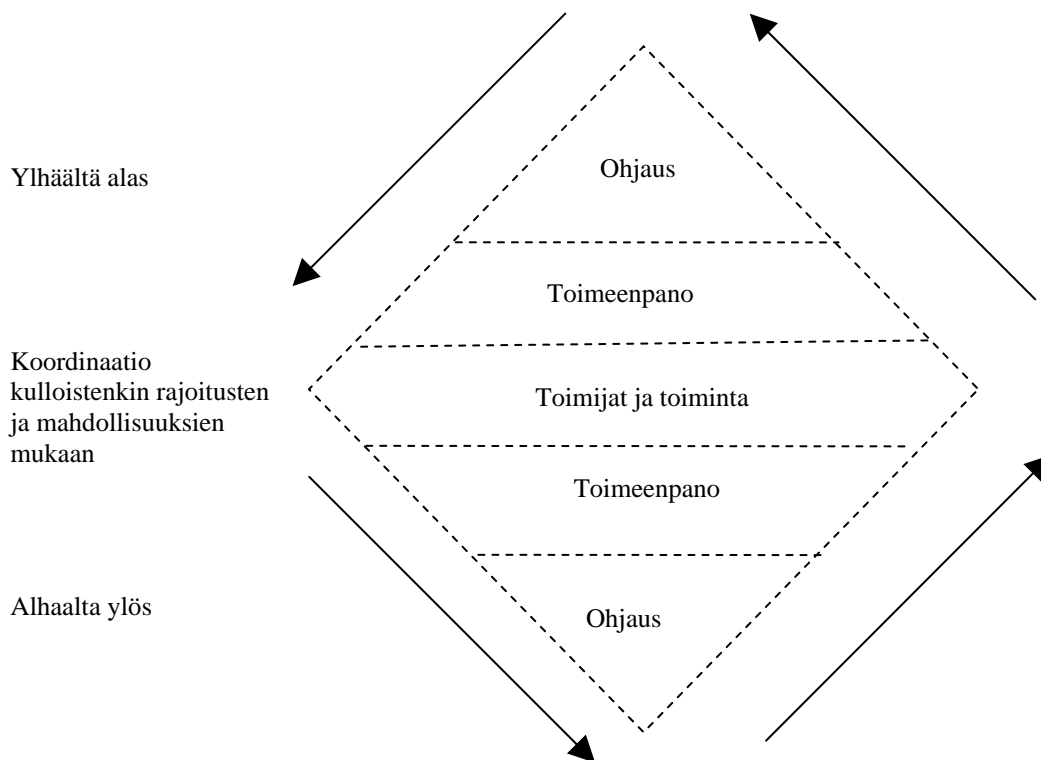 Ohjaus
Ylhäältä alas
Toimeenpano
Koordinaatio
kulloistenkin rajoitusten
ja mahdollisuuksien
mukaan
Toimijat ja toiminta
Toimeenpano
Alhaalta ylös
Ohjaus